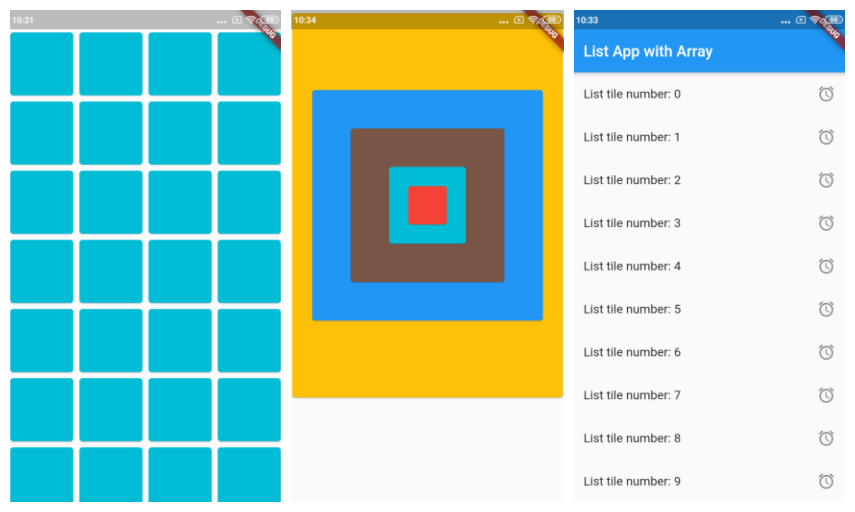 10:31
DEBUG
10:34
DEBUG
10:33
DEBUG
List App with Array
List tile number: 0
List tile number: 1
List tile number: 2
List tile number: 3
List tile number: 4
List tile number: 5
List tile number: 6
List tile number: 7
List tile number: 8
List tile number: 9